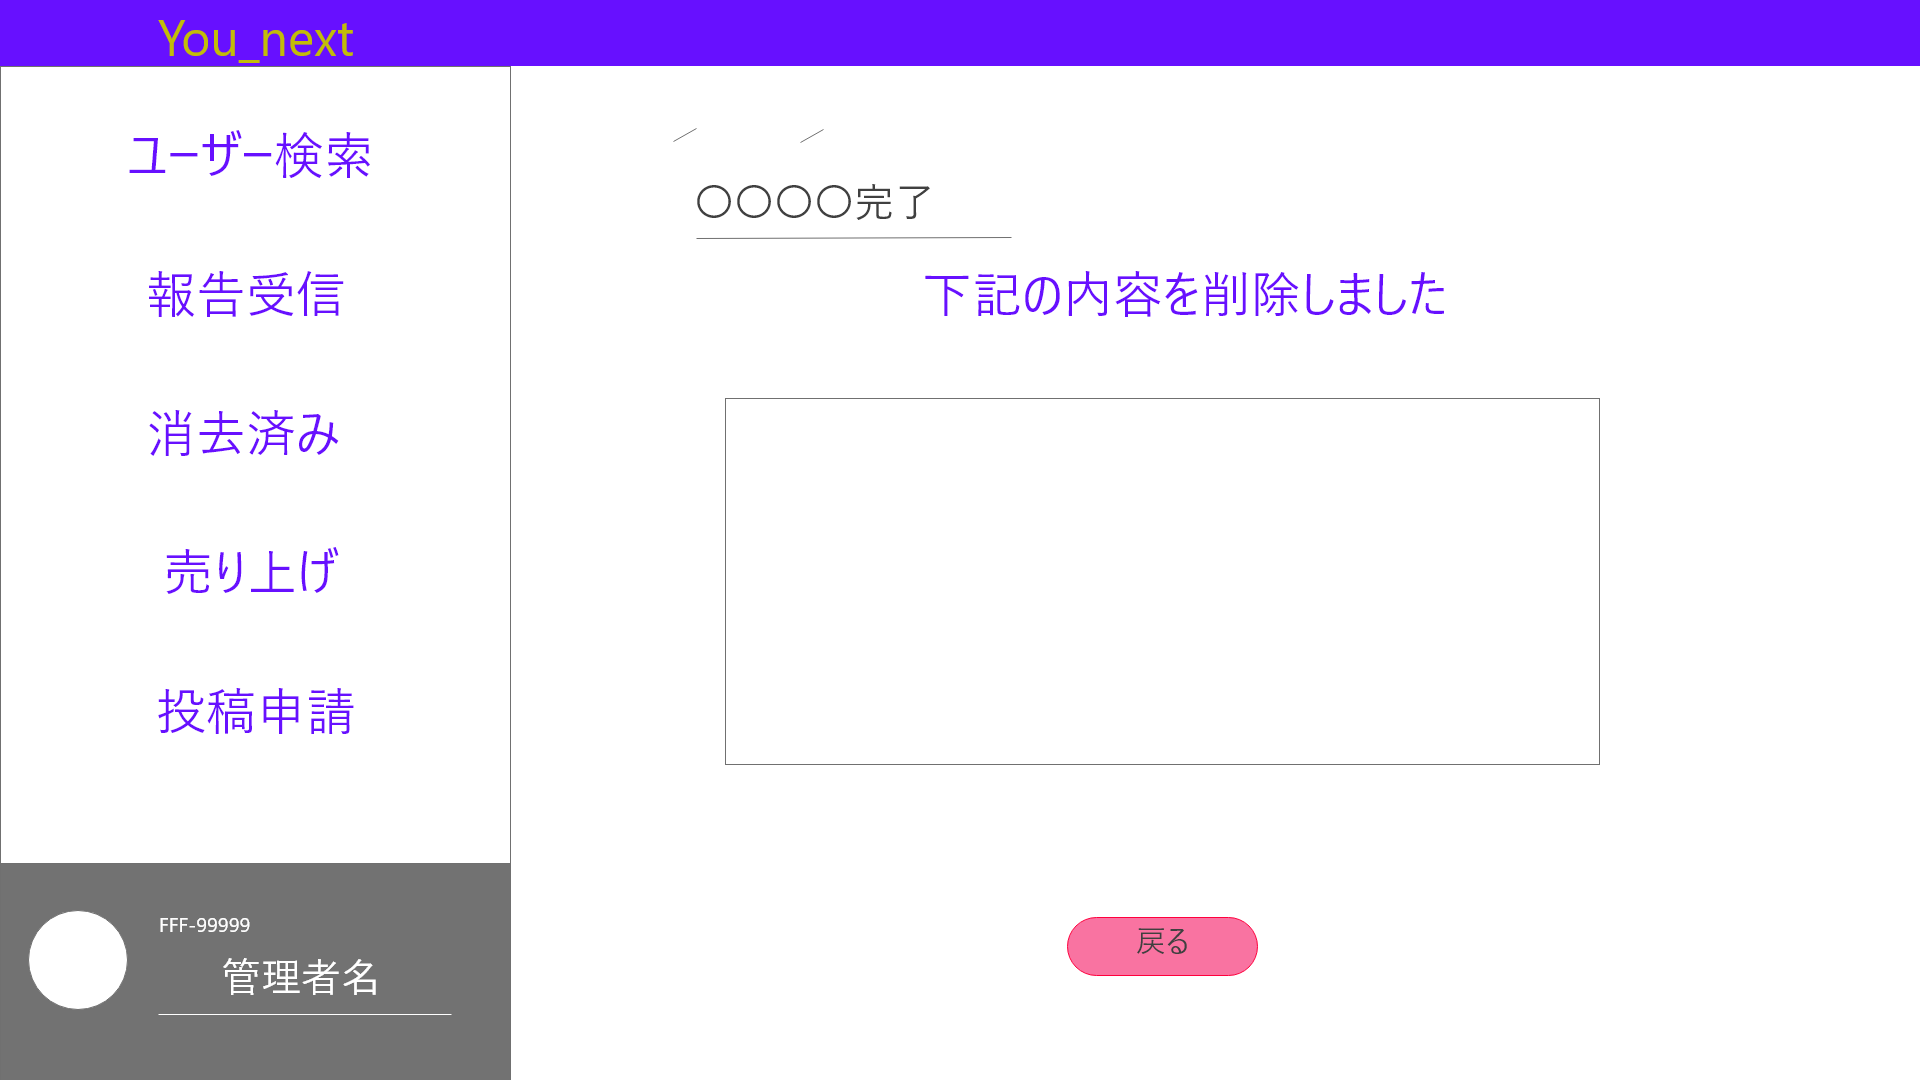 You_next
ユーザー検索
報告受信
消去済み
売り上げ
投稿申請
FFF-99999
管理者名
／ ／
〇〇〇〇完了
下記の内容を削除しました
戻る